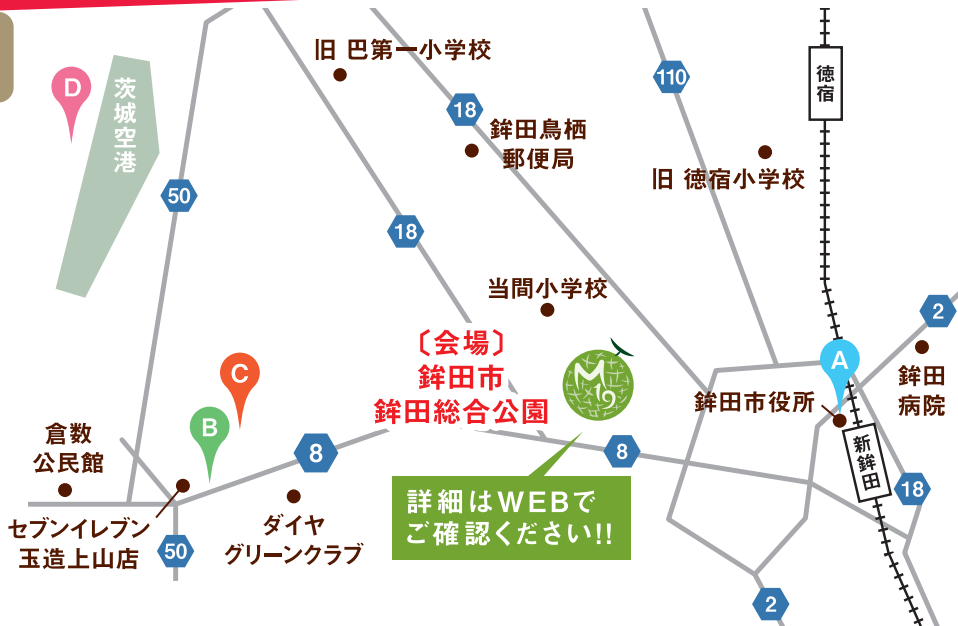 旧 巴第一小学校
D
茨城空港
18
110
徳宿
鉾田鳥栖
郵便局
旧 徳宿小学校
50
18
当間小学校
2
〔会場〕
鉾田市
鉾田総合公園
M
19
A
C
B
鉾田
病院
鉾田市役所
倉数
公民館
8
8
新鉾田
18
詳細はWEBで
ご確認ください!!
セブンイレブン
玉造上山店
50
ダイヤ
グリーンクラブ
2